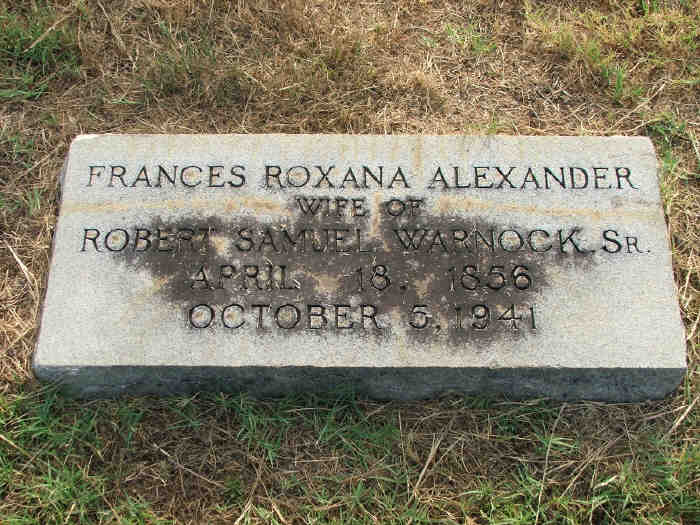 FRANCES ROXANA ALEXANDER
WIFE OF
ROBERT SAMUEL WARNOCK SR.
APRIL 18, 1856
OCTOBER 5, 1941